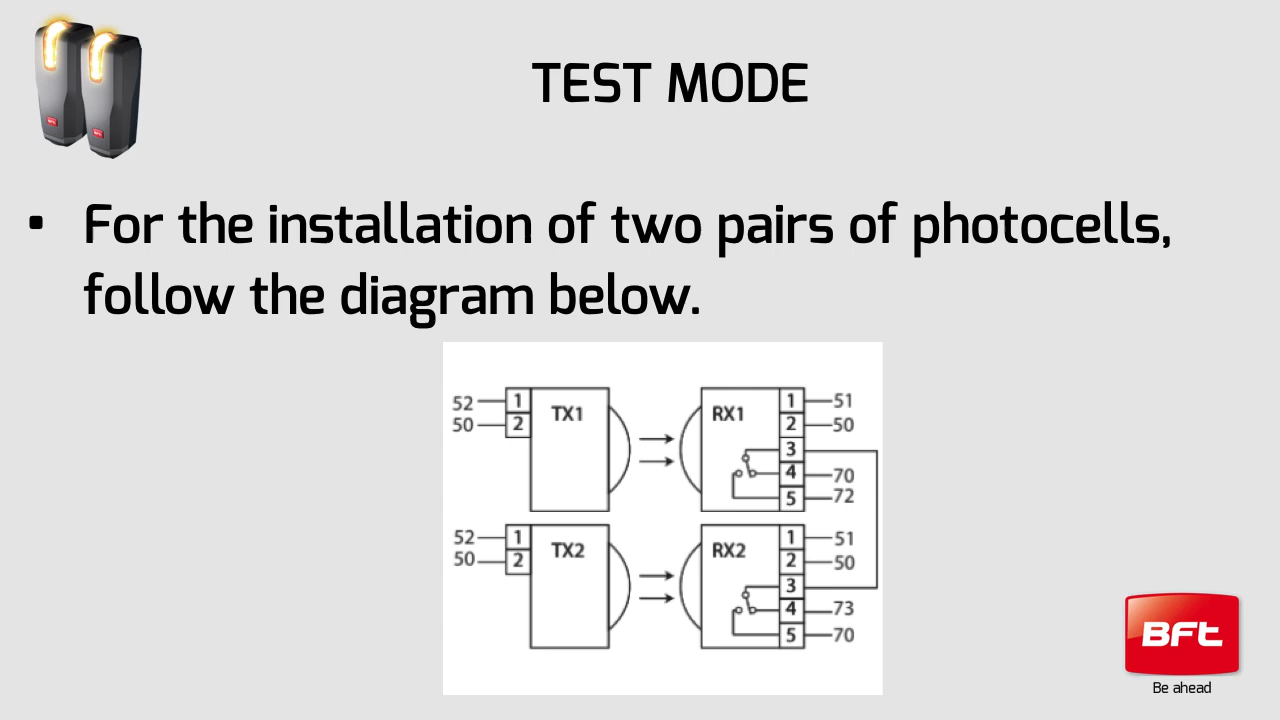 TEST MODE
• For the installation of two pairs of photocells,
follow the diagram below.
52 1 TX1 RX1 1 51
50 2 2 50
3
4 70
5 72
52 1 TX2 RX2 1 51
50 2 2 50
3
4 73
5 70
BFt
Be ahead